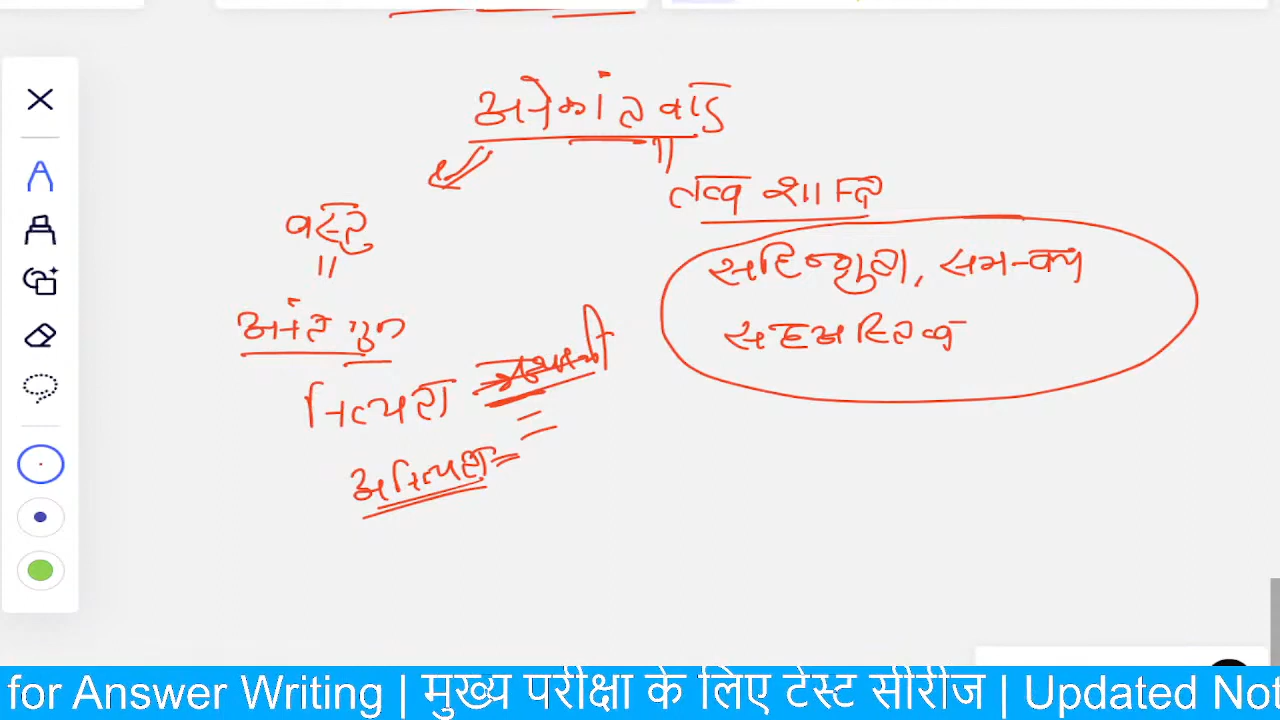 अनेकांतवाद
तत्व शास्त्र
वस्तु
सहिष्णुता, समन्वय
अनंत गुण
सहअस्तित्व
नित्यता
अनित्यता
for Answer Writing | मुख्य परीक्षा के लिए टेस्ट सीरीज | Updated Not